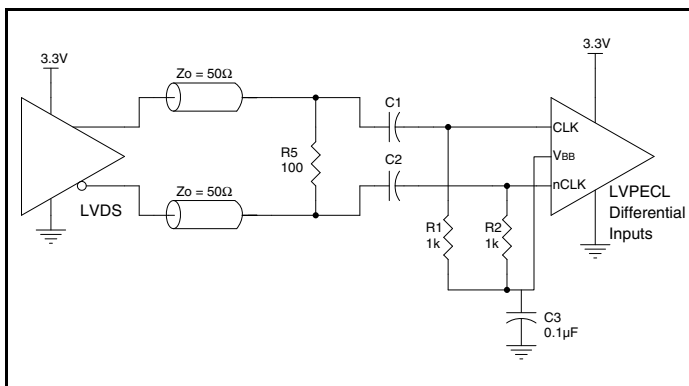 3.3V
3.3V
Zo = 50Ω
C1
CLK
R5
100
C2
VBB
Zo = 50Ω
nCLK
LVDS
LVPECL
Differential
Inputs
R1
1k
R2
1k
C3
0.1µF